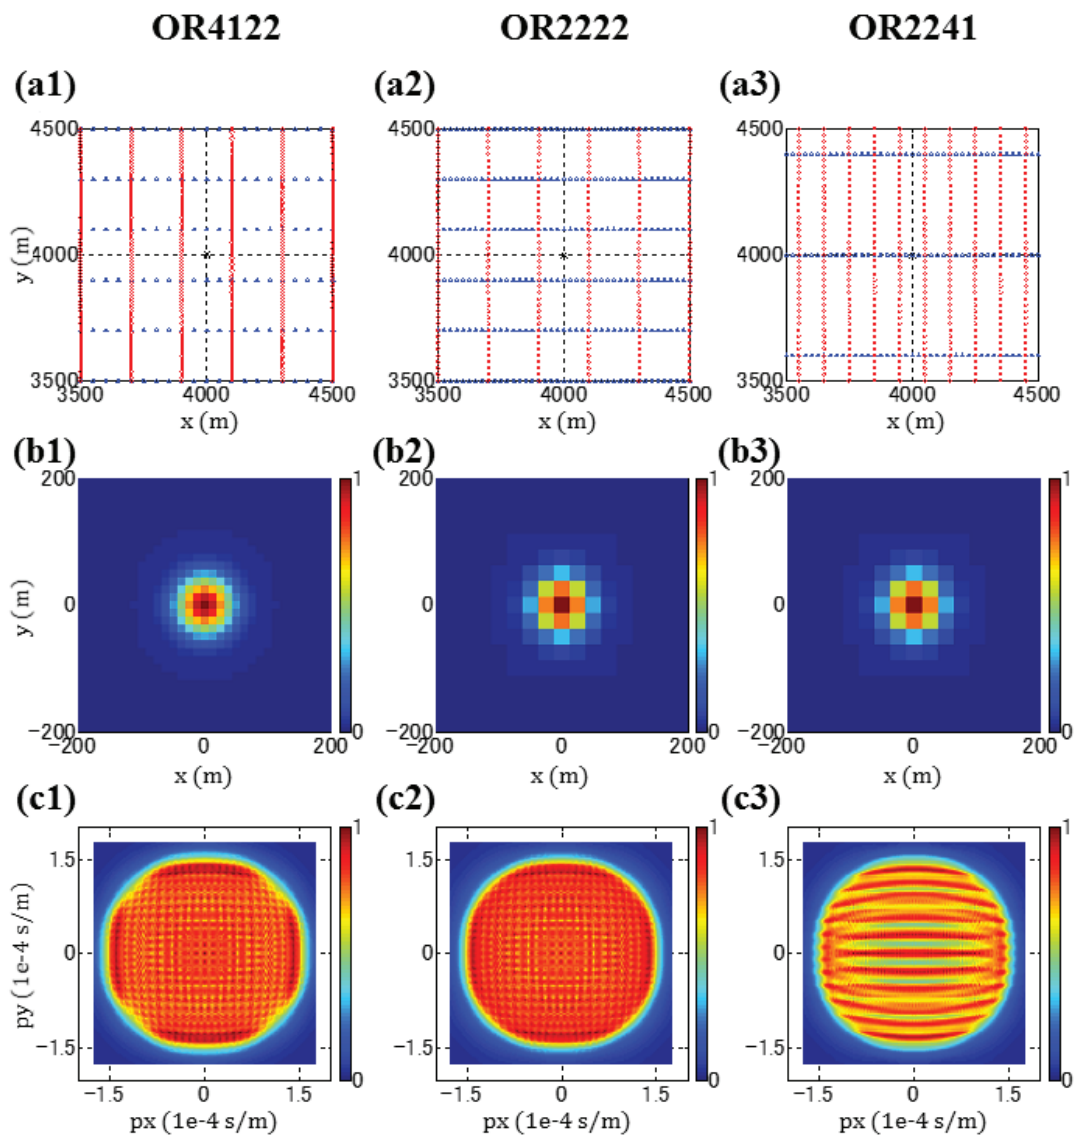 OR4122 OR2222 OR2241
(a1) (a2) (a3)
4500 4500 4500
y (m) 4000 4000 4000
3500 3500 3500
3500 4000 4500 3500 4000 4500 3500 4000 4500
x (m) x (m) x (m)
(b1) (b2) (b3)
200 1 200 1 200 1
y (m) 0 0 0
−200 0 −200 0 −200 0
−200 0 200 −200 0 200 −200 0 200
x (m) x (m) x (m)
(c1) (c2) (c3)
1 1 1
1.5 1.5 1.5
py (1e-4 s/m) 0 0 0
−1.5 −1.5 −1.5
0 0 0
−1.5 0 1.5 −1.5 0 1.5 −1.5 0 1.5
px (1e-4 s/m) px (1e-4 s/m) px (1e-4 s/m)